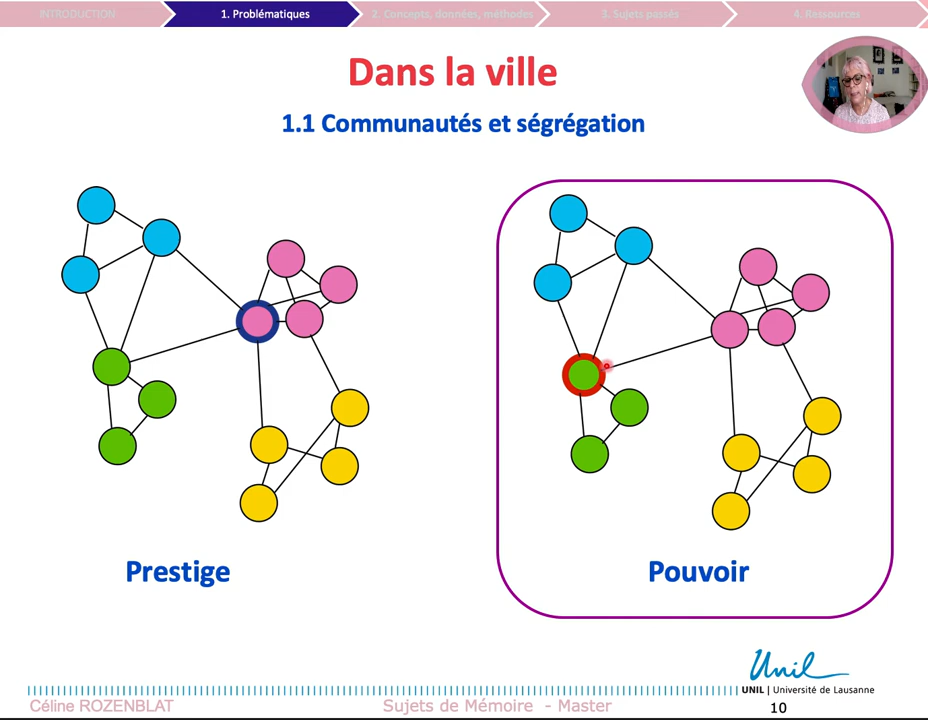 INTRODUCTION
1. Problématiques
2. Concepts, données, méthodes
3. Sujets passés
4. Ressources
Dans la ville
1.1 Communautés et ségrégation
Prestige
Pouvoir
Unil
UNIL | Université de Lausanne
Céline ROZENBLAT
Sujets de Mémoire - Master
10